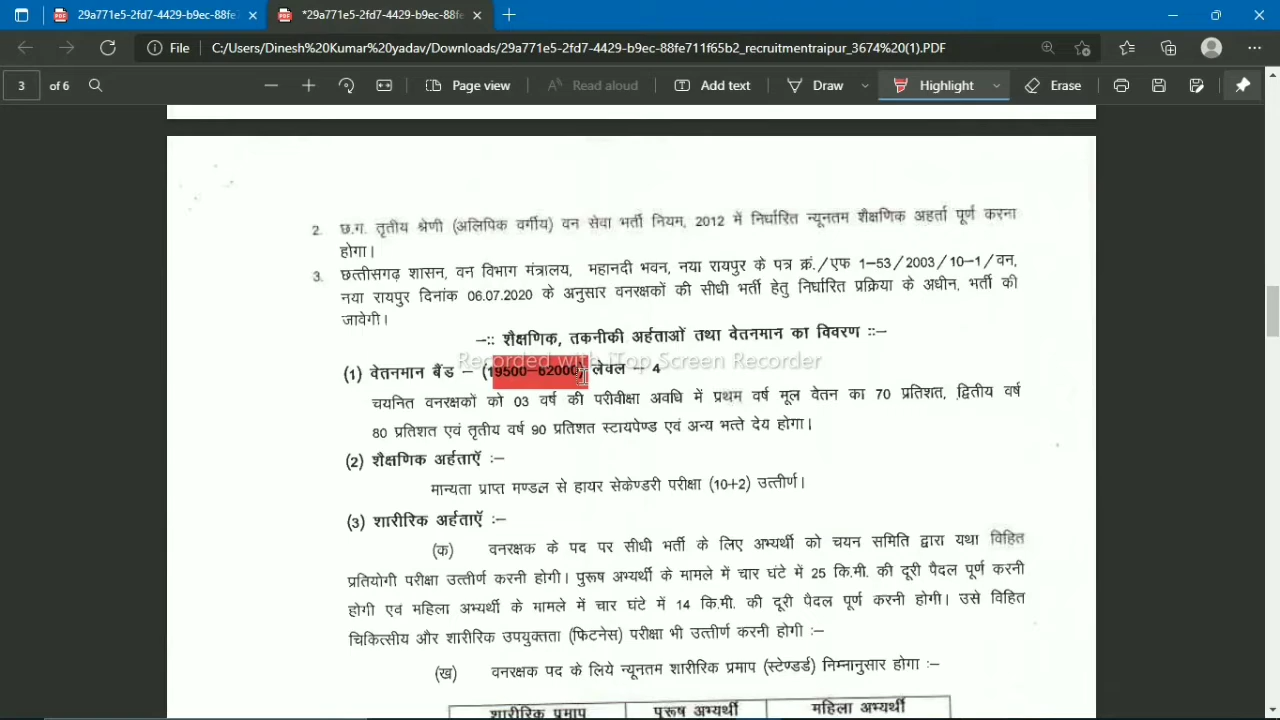 29a771e5-2fd7-4429-b9ec-88fe
*29a771e5-2fd7-4429-b9ec-88fe
File C:/Users/Dinesh%20Kumar%20yadav/Downloads/29a771e5-2fd7-4429-b9ec-88fe711f65b2_recruitmentraipur_3674%20(1).PDF
3 of 6 Page view Read aloud Add text Draw Highlight Erase
2. छ.ग. तृतीय श्रेणी (अलिपिक वर्गीय) वन सेवा भर्ती नियम, 2012 में निर्धारित न्यूनतम शैक्षणिक अहर्ता पूर्ण करना
होगा।
3. छत्तीसगढ़ शासन, वन विभाग मंत्रालय, महानदी भवन, नया रायपुर के पत्र क्रं./एफ 1–53/2003/10–1/वन,
नया रायपुर दिनांक 06.07.2020 के अनुसार वनरक्षकों की सीधी भर्ती हेतु निर्धारित प्रक्रिया के अधीन, भर्ती की
जावेगी।
–:: शैक्षणिक, तकनीकी अर्हताओं तथा वेतनमान का विवरण ::–
Recorded with iTop Screen Recorder
(1) वेतनमान बैंड – (19500–62000) लेवल – 4
चयनित वनरक्षकों को 03 वर्ष की परीवीक्षा अवधि में प्रथम वर्ष मूल वेतन का 70 प्रतिशत, द्वितीय वर्ष
80 प्रतिशत एवं तृतीय वर्ष 90 प्रतिशत स्टायपेण्ड एवं अन्य भत्ते देय होगा।
(2) शैक्षणिक अर्हताऍ :–
मान्यता प्राप्त मण्डल से हायर सेकेण्डरी परीक्षा (10+2) उत्तीर्ण।
(3) शारीरिक अर्हताऍ :–
(क) वनरक्षक के पद पर सीधी भर्ती के लिए अभ्यर्थी को चयन समिति द्वारा यथा विहित
प्रतियोगी परीक्षा उत्तीर्ण करनी होगी। पुरूष अभ्यर्थी के मामले में चार घंटे में 25 कि.मी. की दूरी पैदल पूर्ण करनी
होगी एवं महिला अभ्यर्थी के मामले में चार घंटे में 14 कि.मी. की दूरी पैदल पूर्ण करनी होगी। उसे विहित
चिकित्सीय और शारीरिक उपयुक्तता (फिटनेस) परीक्षा भी उत्तीर्ण करनी होगी :–
(ख) वनरक्षक पद के लिये न्यूनतम शारीरिक प्रमाप (स्टेण्डर्ड) निम्नानुसार होगा :–
शारीरिक प्रमाप पुरूष अभ्यर्थी महिला अभ्यर्थी